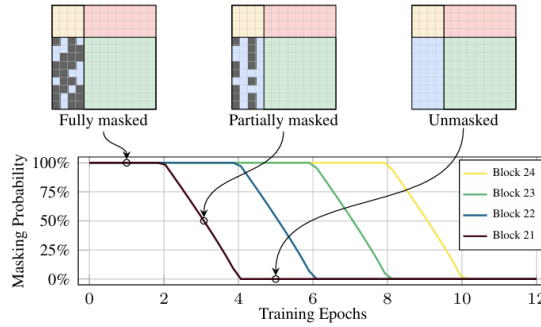 Fully masked Partially masked Unmasked
Masking Probability
100%
75%
50%
25%
0%
Block 24
Block 23
Block 22
Block 21
0 2 4 6 8 10 12
Training Epochs